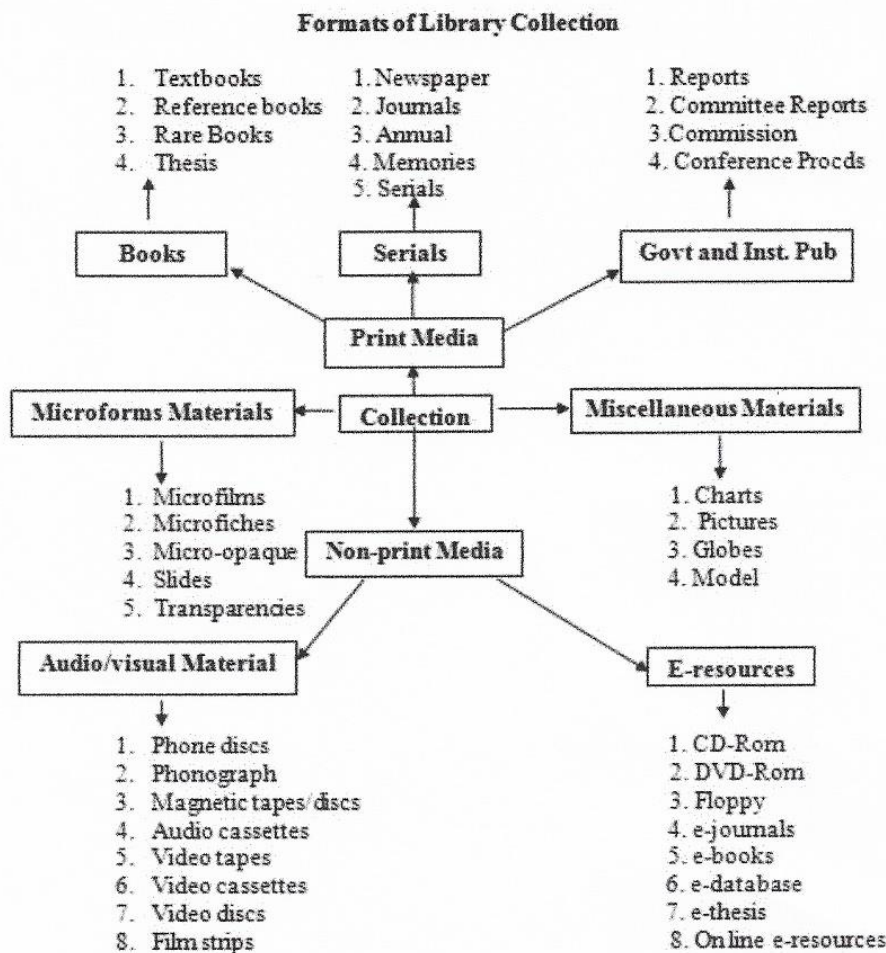 Formats of Library Collection
1. Textbooks
2. Reference books
3. Rare Books
4. Thesis
1. Newspaper
2. Journals
3. Annual
4. Memories
5. Serials
1. Reports
2. Committee Reports
3.Commission
4. Conference Procds
Books
Serials
Govt and Inst. Pub
Print Media
Microforms Materials
Collection
Miscellaneous Materials
1. Microfilms
2. Microfiches
3. Micro-opaque
4. Slides
5. Transparencies
Non-print Media
1. Charts
2. Pictures
3. Globes
4. Model
Audio/visual Material
E-resources
1. Phone discs
2. Phonograph
3. Magnetic tapes/discs
4. Audio cassettes
5. Video tapes
6. Video cassettes
7. Video discs
8. Film strips
1. CD-Rom
2. DVD-Rom
3. Floppy
4. e-journals
5. e-books
6. e-database
7. e-thesis
8. Online e-resources